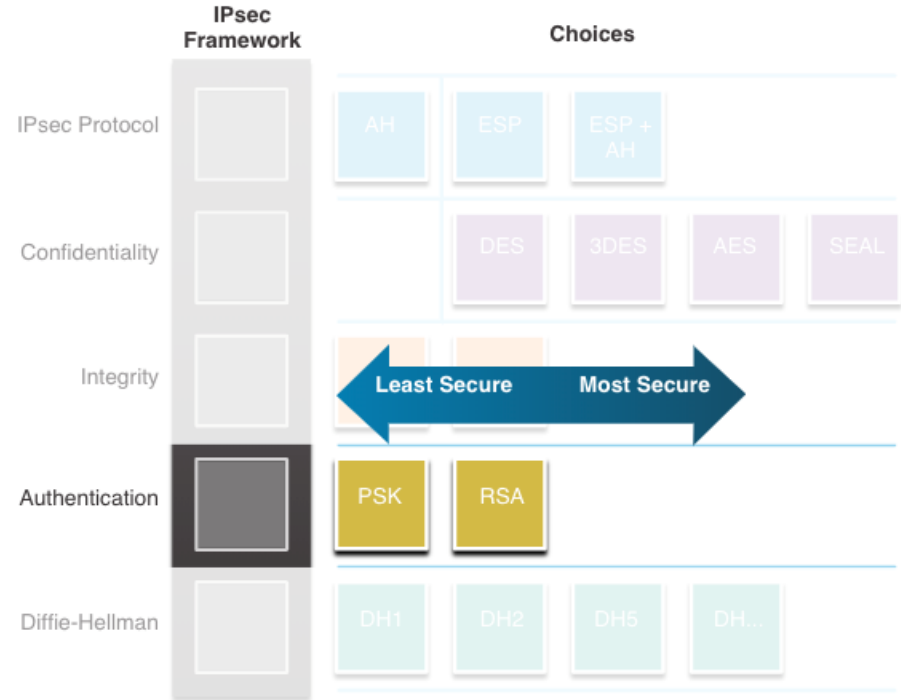 IPsec
Framework
Choices
IPsec Protocol
AH
ESP
ESP +
AH
Confidentiality
DES
3DES
AES
SEAL
Integrity
Least Secure
Most Secure
Authentication
PSK
RSA
Diffie-Hellman
DH1
DH2
DH5
DH...